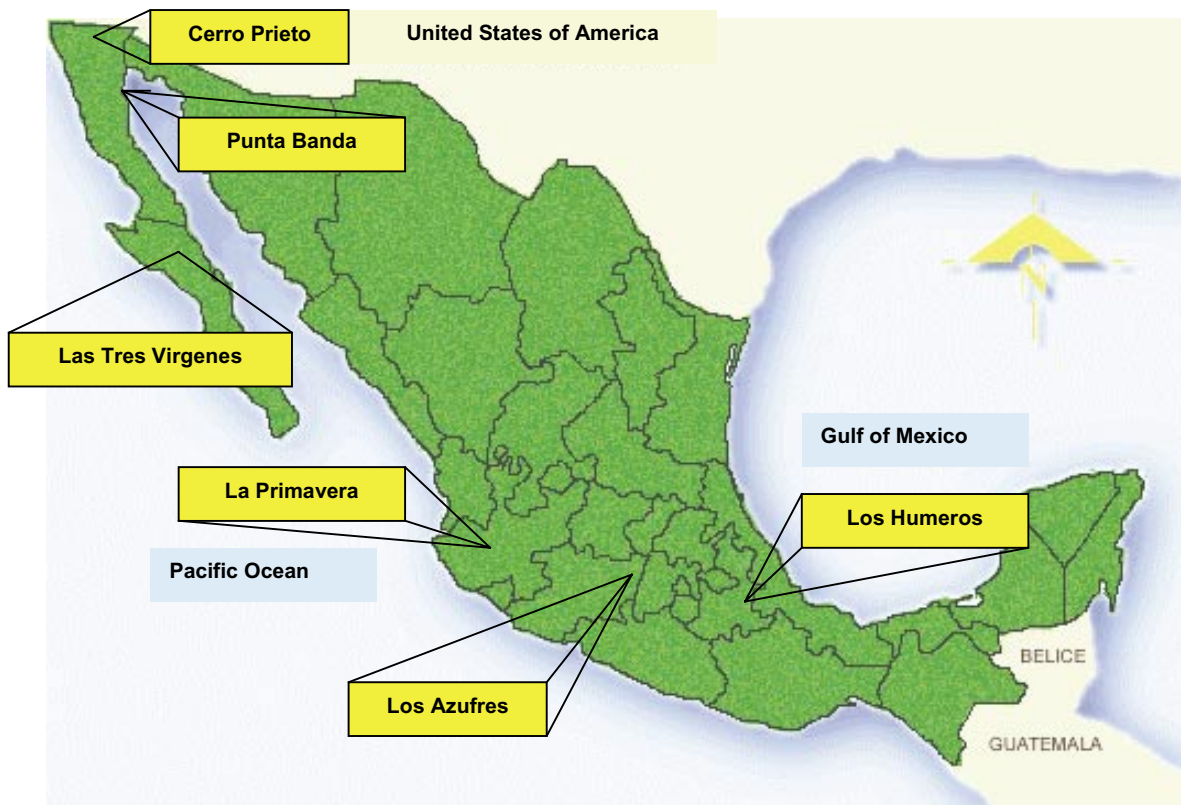 Cerro Prieto
United States of America
Punta Banda
N
Las Tres Virgenes
Gulf of Mexico
La Primavera
Los Humeros
Pacific Ocean
BELICE
Los Azufres
GUATEMALA